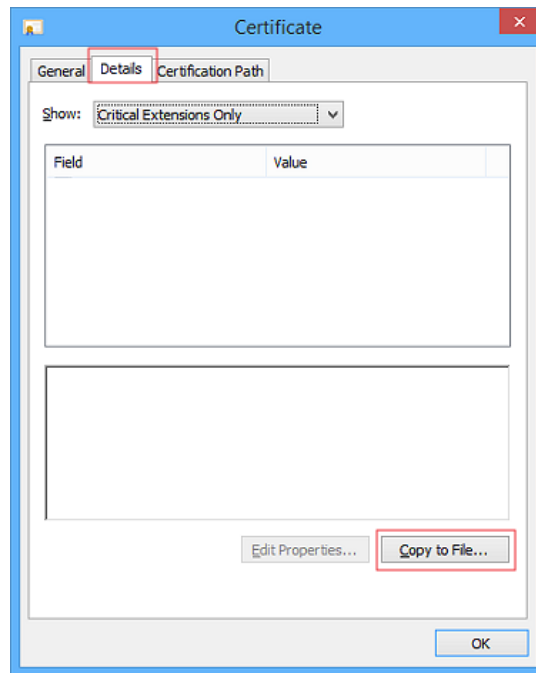 Certificate
General Details Certification Path
Show: Critical Extensions Only
Field Value
Edit Properties... Copy to File...
OK